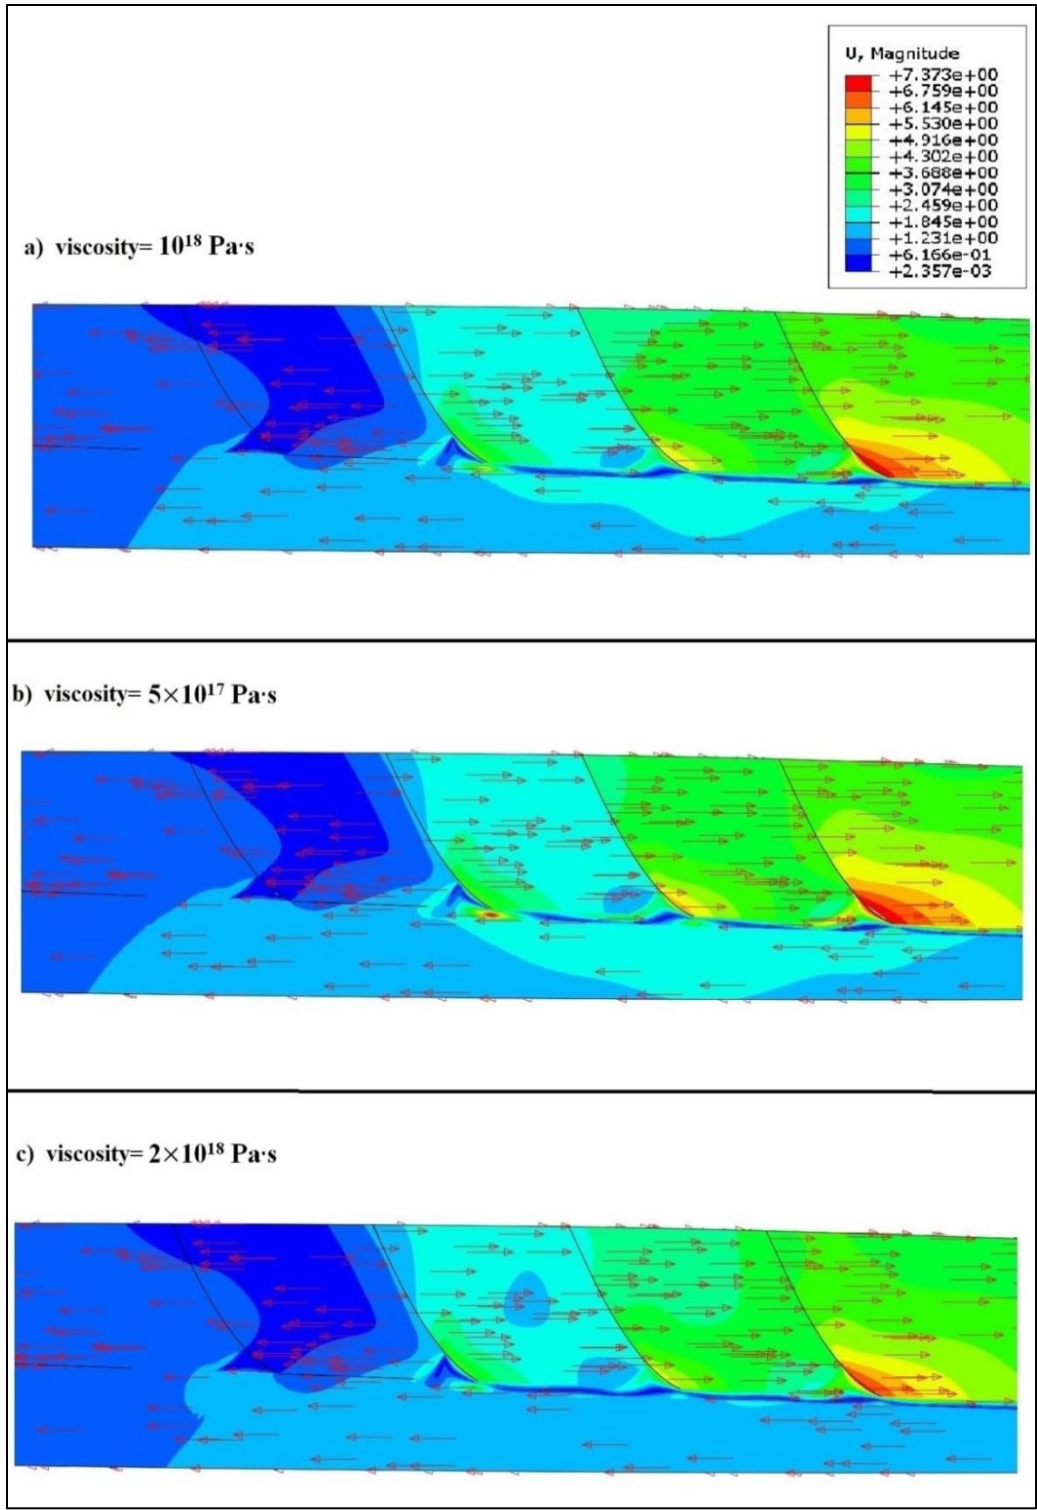 U, Magnitude
+7.373e+00
+6.759e+00
+6.145e+00
+5.530e+00
+4.916e+00
+4.302e+00
+3.688e+00
+3.074e+00
+2.459e+00
+1.845e+00
+1.231e+00
+6.166e-01
+2.357e-03
a) viscosity= 10¹⁸ Pa·s
b) viscosity= 5×10¹⁷ Pa·s
c) viscosity= 2×10¹⁸ Pa·s